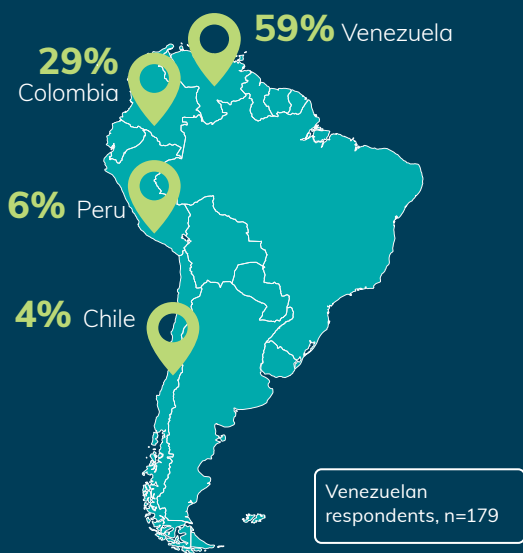 59% Venezuela
29%
Colombia
6% Peru
4% Chile
Venezuelan
respondents, n=179